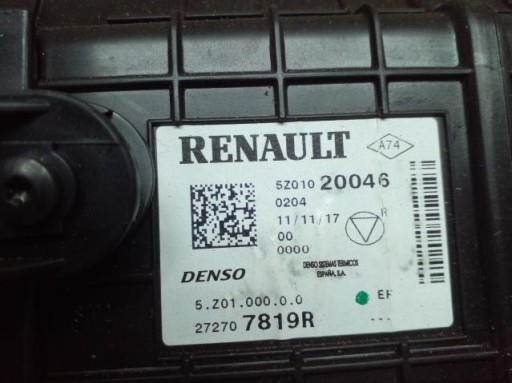 RENAULT
A74
5Z010 20046
0204
11/11/17 R
00
0000
DENSO SISTEMAS TERMICOS
ESPAÑA, S.A.
DENSO
5.Z01.000.0.0
27270 7819R